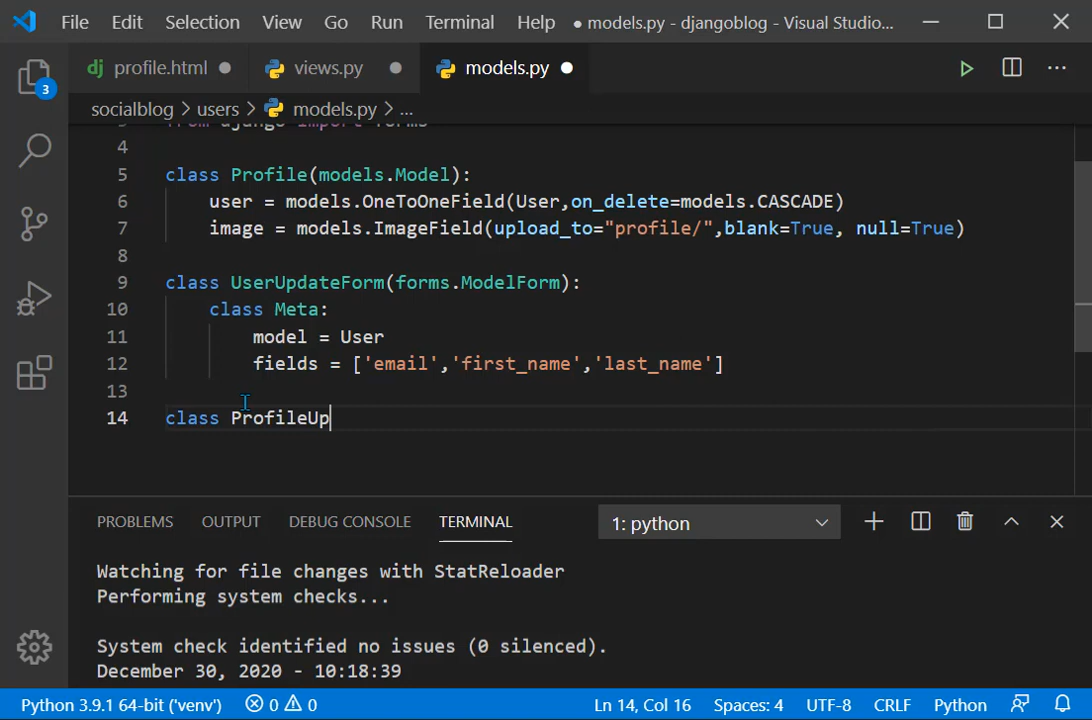 File Edit Selection View Go Run Terminal Help ● models.py - djangoblog - Visual Studio...
dj profile.html ● views.py ● models.py ●
3
socialblog > users > models.py > ...
from django import forms
4
5 class Profile(models.Model):
6 user = models.OneToOneField(User,on_delete=models.CASCADE)
7 image = models.ImageField(upload_to="profile/",blank=True, null=True)
8
9 class UserUpdateForm(forms.ModelForm):
10 class Meta:
11 model = User
12 fields = ['email','first_name','last_name']
13
14 class ProfileUp
PROBLEMS OUTPUT DEBUG CONSOLE TERMINAL 1: python
Watching for file changes with StatReloader
Performing system checks...
System check identified no issues (0 silenced).
December 30, 2020 - 10:18:39
Python 3.9.1 64-bit ('venv') 0 0 Ln 14, Col 16 Spaces: 4 UTF-8 CRLF Python